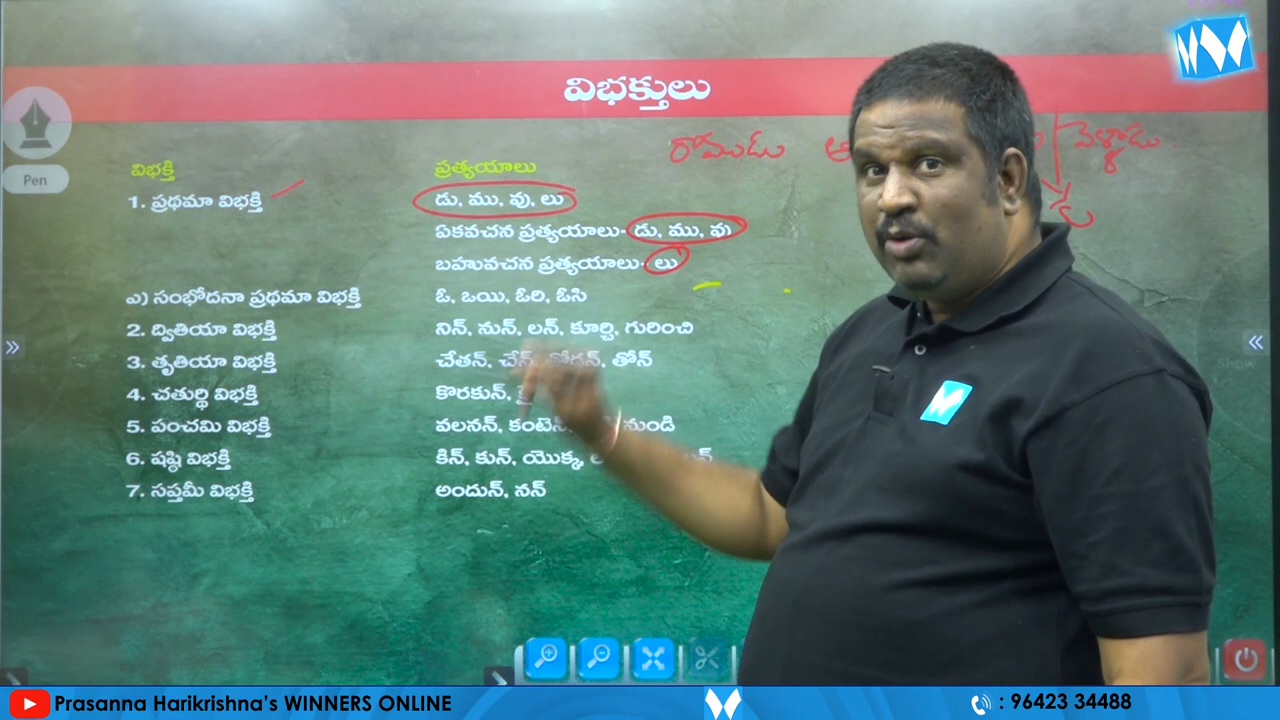 విభక్తులు
రాముడు వెళ్ళాడు.
డు
Pen
విభక్తి ప్రత్యయాలు
1. ప్రథమా విభక్తి డు, ము, వు, లు
ఏకవచన ప్రత్యయాలు- డు, ము, వు
బహువచన ప్రత్యయాలు- లు
ఎ) సంభోదనా ప్రథమా విభక్తి ఓ, ఒయి, ఓరి, ఓసి
2. ద్వితియా విభక్తి నిన్, నున్, లన్, కూర్చి, గురించి
3. తృతియా విభక్తి చేతన్, చేన్, తోడన్, తోన్
4. చతుర్థి విభక్తి కొరకున్,
5. పంచమి విభక్తి వలనన్, కంటెన్, నుండి
6. షష్ఠి విభక్తి కిన్, కున్, యొక్క,
7. సప్తమీ విభక్తి అందున్, నన్
Prasanna Harikrishna's WINNERS ONLINE : 96423 34488